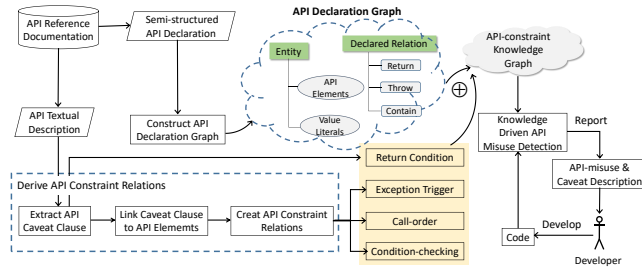 API Reference
Documentation
Semi-structured
API Declaration
API Textual
Description
Construct API
Declaration Graph
API Declaration Graph
Entity
API
Elements
Value
Literals
Declared Relation
Return
Throw
Contain
API-constraint
Knowledge
Graph
Knowledge
Driven API
Misuse Detection
Report
API-misuse &
Caveat Description
Develop
Code
Developer
Derive API Constraint Relations
Extract API
Caveat Clause
Link Caveat Clause
to API Elements
Creat API Constraint
Relations
Return Condition
Exception Trigger
Call-order
Condition-checking